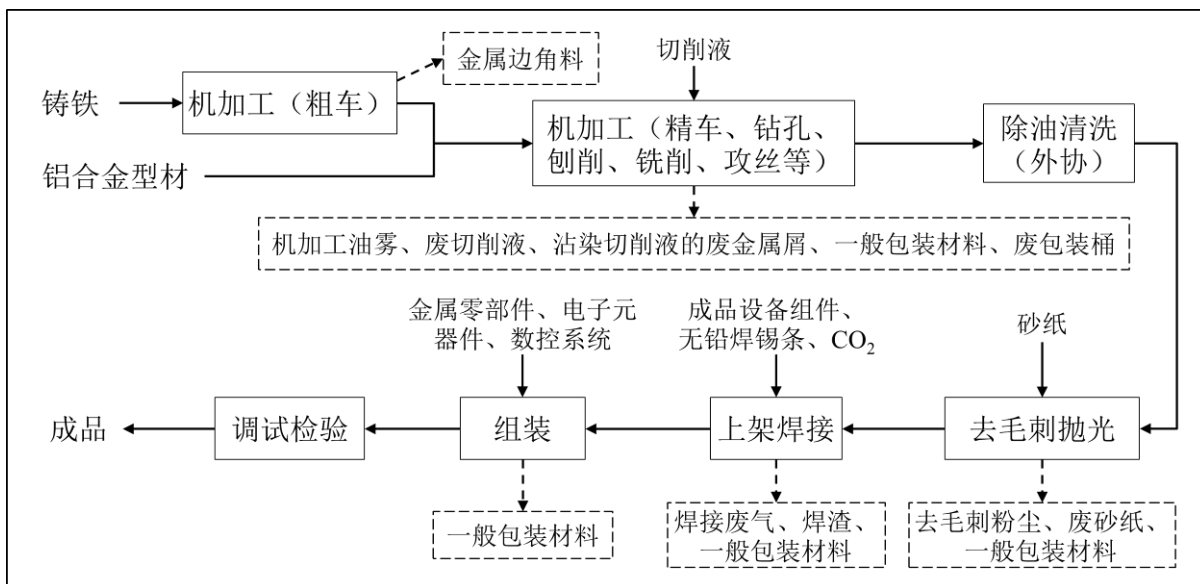 金属边角料
切削液
铸铁
机加工（粗车）
机加工（精车、钻孔、
刨削、铣削、攻丝等）
除油清洗
（外协）
铝合金型材
机加工油雾、废切削液、沾染切削液的废金属屑、一般包装材料、废包装桶
金属零部件、电子元
器件、数控系统
成品设备组件、
无铅焊锡条、CO₂
砂纸
成品
调试检验
组装
上架焊接
去毛刺抛光
一般包装材料
焊接废气、焊渣、
一般包装材料
去毛刺粉尘、废砂纸、
一般包装材料